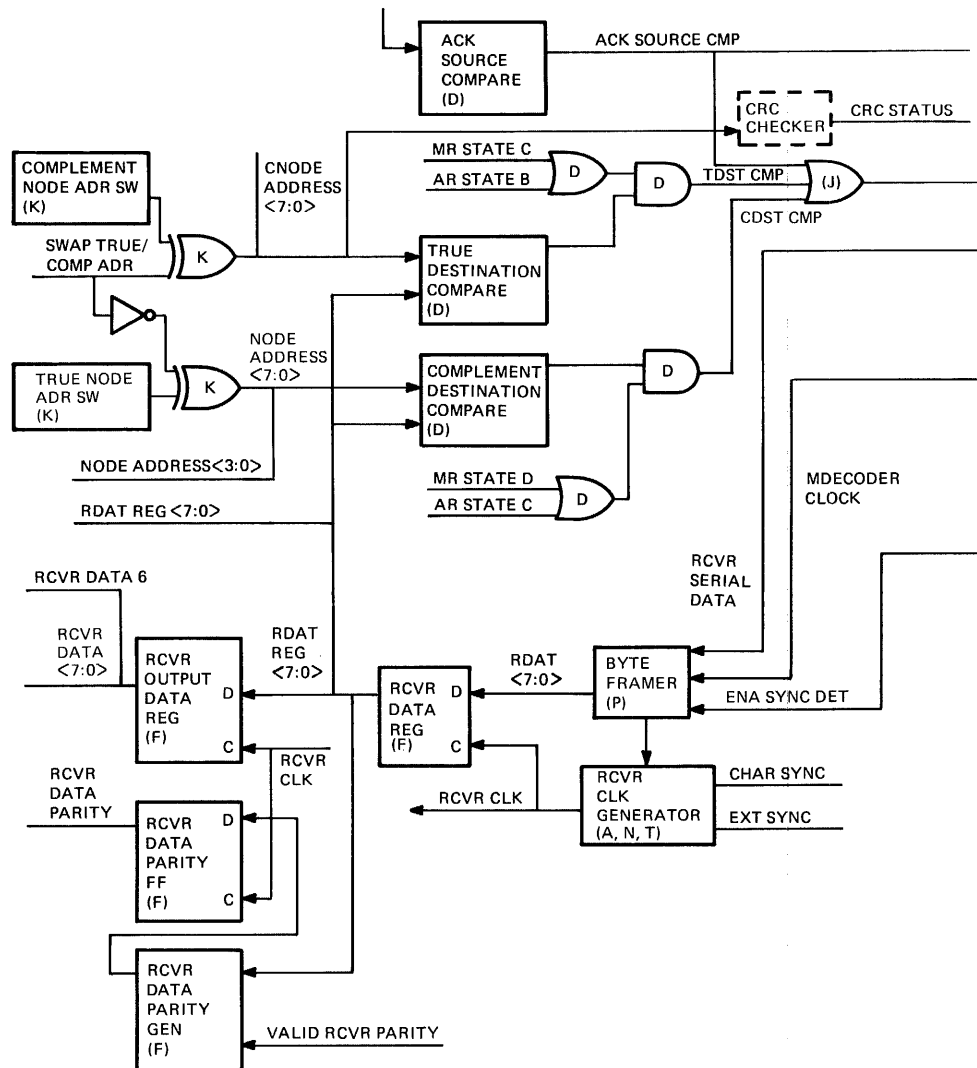 ACK
SOURCE
COMPARE
(D)
ACK SOURCE CMP
CRC
CHECKER
CRC STATUS
COMPLEMENT
NODE ADR SW
(K)
CNODE
ADDRESS
<7:0>
MR STATE C
AR STATE B
D
D
TDST CMP
(J)
CDST CMP
SWAP TRUE/
COMP ADR
K
TRUE
DESTINATION
COMPARE
(D)
NODE
ADDRESS
<7:0>
TRUE NODE
ADR SW
(K)
K
COMPLEMENT
DESTINATION
COMPARE
(D)
D
NODE ADDRESS<3:0>
RDAT REG <7:0>
MR STATE D
AR STATE C
D
MDECODER
CLOCK
RCVR DATA 6
RCVR
SERIAL
DATA
RCVR
DATA
<7:0>
RCVR
OUTPUT
DATA
REG
(F)
D
C
RDAT
REG
<7:0>
RCVR
DATA
REG
(F)
D
C
RDAT
<7:0>
BYTE
FRAMER
(P)
ENA SYNC DET
RCVR
CLK
RCVR
DATA
PARITY
RCVR CLK
RCVR
CLK
GENERATOR
(A, N, T)
CHAR SYNC
EXT SYNC
RCVR
DATA
PARITY
FF
(F)
D
C
RCVR
DATA
PARITY
GEN
(F)
VALID RCVR PARITY